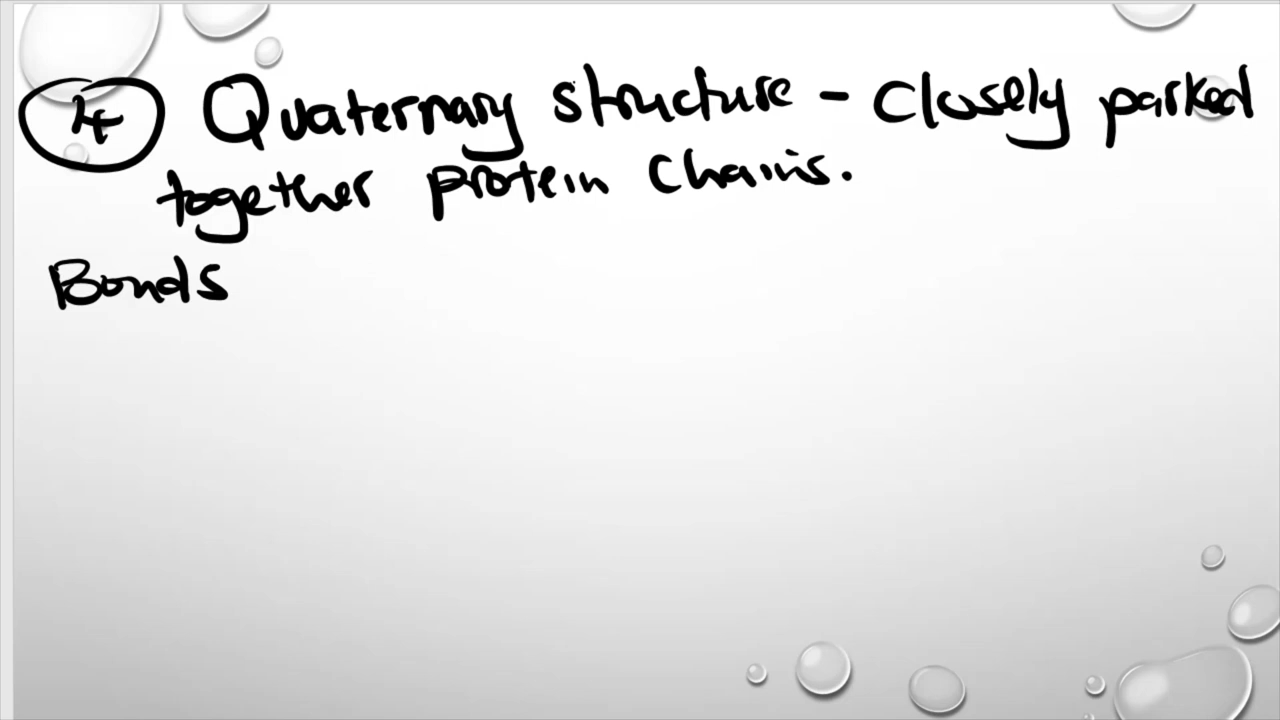 4 Quaternary structure - Closely parked
together protein chains.
Bonds